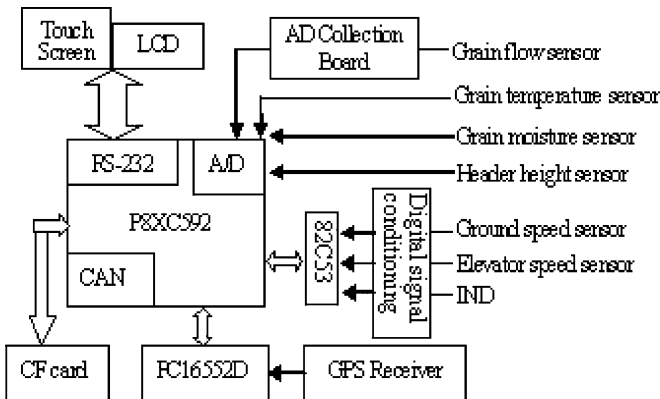 Touch
Screen
LCD
AD Collection
Board
Grain flow sensor
Grain temperature sensor
Grain moisture sensor
RS-232
A/D
Header height sensor
P8XC592
82C53
Digital signal
conditioning
Ground speed sensor
Elevator speed sensor
IND
CAN
CF card
PC16552D
GPS Receiver